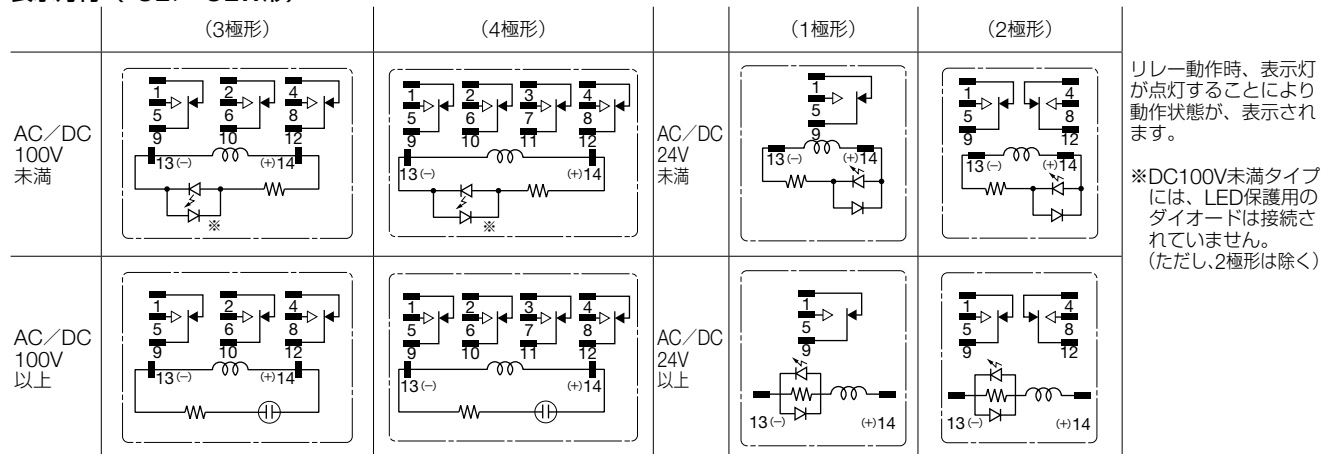 (3極形)
(4極形)
(1極形)
(2極形)
AC／DC
100V
未満
1 2 4
5 6 8
9 10 12
13(−) (+)14
※
1 2 3 4
5 6 7 8
9 10 11 12
13(−) (+)14
※
AC／DC
24V
未満
1
5
9
13(−) (+)14
1 4
5 8
9 12
13(−) (+)14
リレー動作時、表示灯
が点灯することにより
動作状態が、表示され
ます。
※DC100V未満タイプ
には、LED保護用の
ダイオードは接続さ
れていません。
(ただし、2極形は除く)
AC／DC
100V
以上
1 2 4
5 6 8
9 10 12
13(−) (+)14
1 2 3 4
5 6 7 8
9 10 11 12
13(−) (+)14
AC／DC
24V
以上
1
5
9
13(−) (+)14
1 4
5 8
9 12
13(−) (+)14